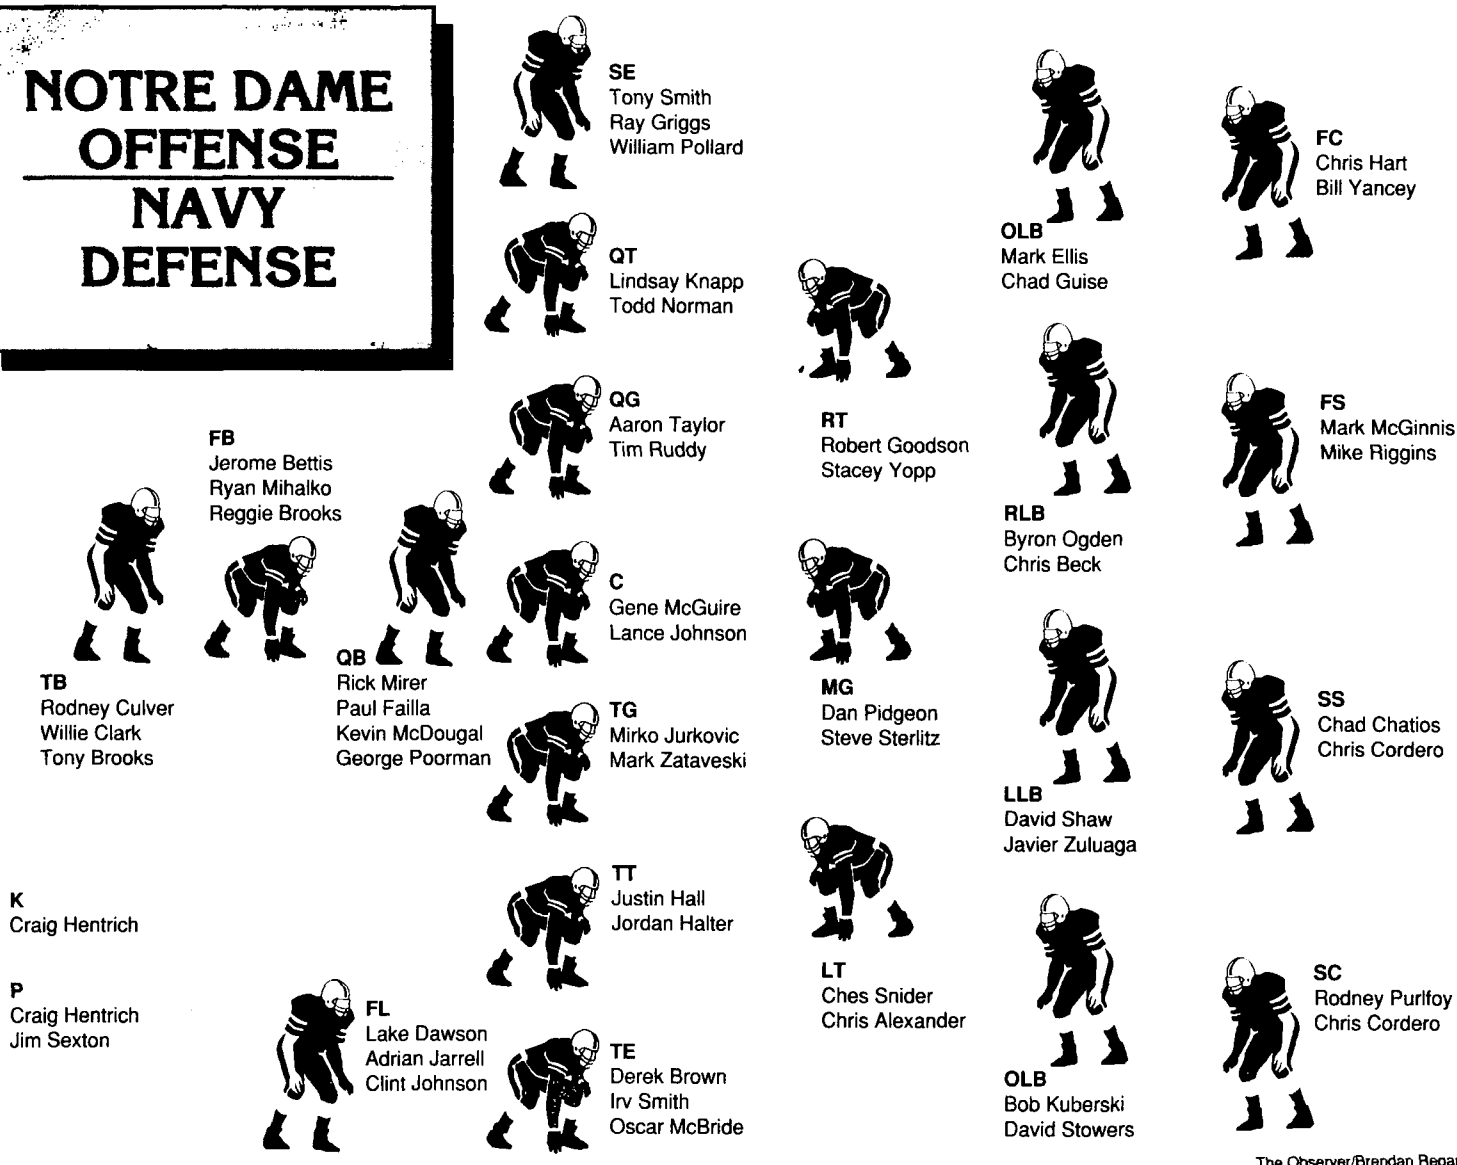 NOTRE DAME
OFFENSE
NAVY
DEFENSE
SE
Tony Smith
Ray Griggs
William Pollard
QT
Lindsay Knapp
Todd Norman
QG
Aaron Taylor
Tim Ruddy
FB
Jerome Bettis
Ryan Mihalko
Reggie Brooks
C
Gene McGuire
Lance Johnson
TB
Rodney Culver
Willie Clark
Tony Brooks
QB
Rick Mirer
Paul Failla
Kevin McDougal
George Poorman
TG
Mirko Jurkovic
Mark Zataveski
TT
Justin Hall
Jordan Halter
K
Craig Hentrich
P
Craig Hentrich
Jim Sexton
FL
Lake Dawson
Adrian Jarrell
Clint Johnson
TE
Derek Brown
Irv Smith
Oscar McBride
RT
Robert Goodson
Stacey Yopp
MG
Dan Pidgeon
Steve Sterlitz
LT
Ches Snider
Chris Alexander
OLB
Mark Ellis
Chad Guise
RLB
Byron Ogden
Chris Beck
LLB
David Shaw
Javier Zuluaga
OLB
Bob Kuberski
David Stowers
FC
Chris Hart
Bill Yancey
FS
Mark McGinnis
Mike Riggins
SS
Chad Chatios
Chris Cordero
SC
Rodney Purlfoy
Chris Cordero
The Observer/Brendan Regan